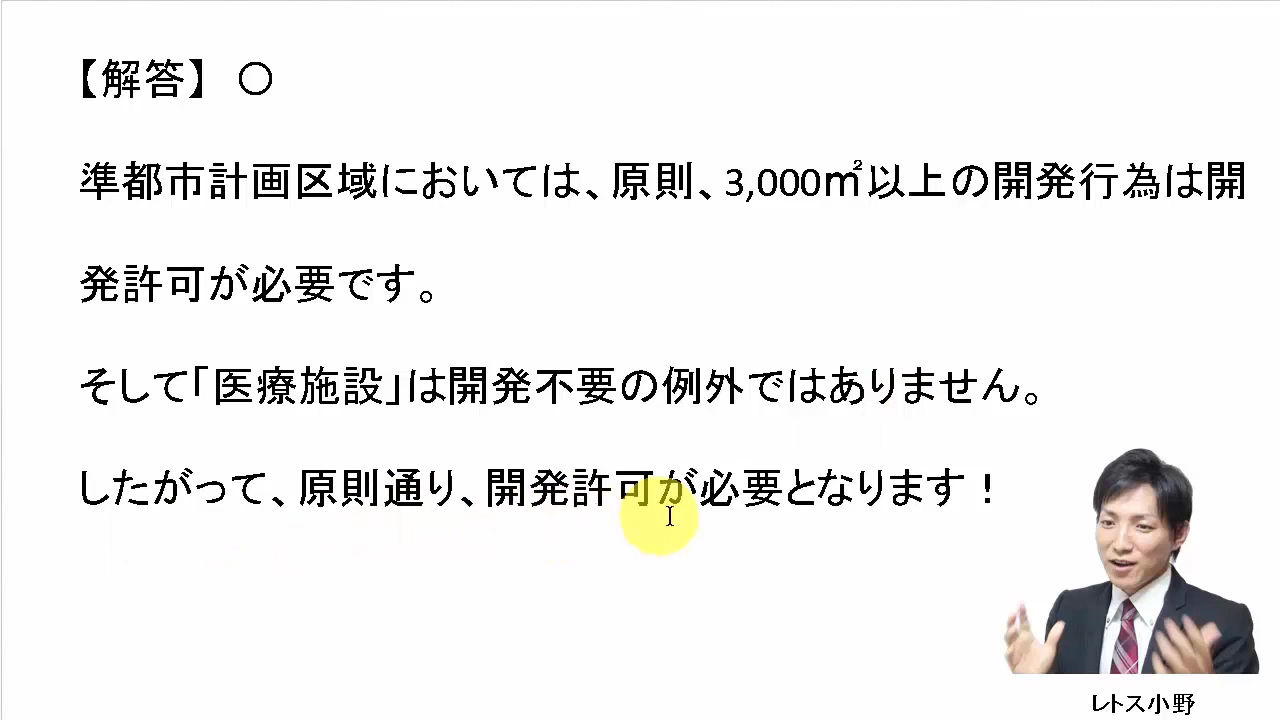 【解答】 ○
準都市計画区域においては、原則、3,000㎡以上の開発行為は開
発許可が必要です。
そして「医療施設」は開発不要の例外ではありません。
したがって、原則通り、開発許可が必要となります！
レトス小野